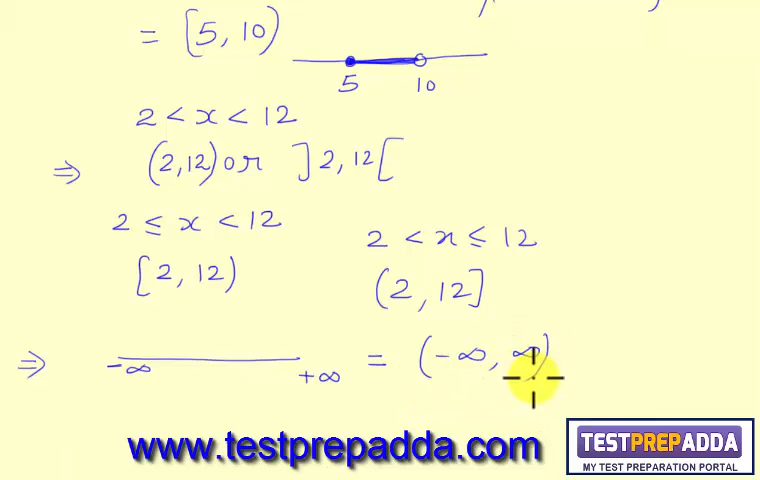 = [5, 10)
5 10
2 < x < 12
⇒ (2,12) or ]2,12[
2 ≤ x < 12
[2, 12)
2 < x ≤ 12
(2, 12]
⇒ -∞ +∞ = (-∞, ∞)
www.testprepadda.com
TESTPREPADDA
MY TEST PREPARATION PORTAL